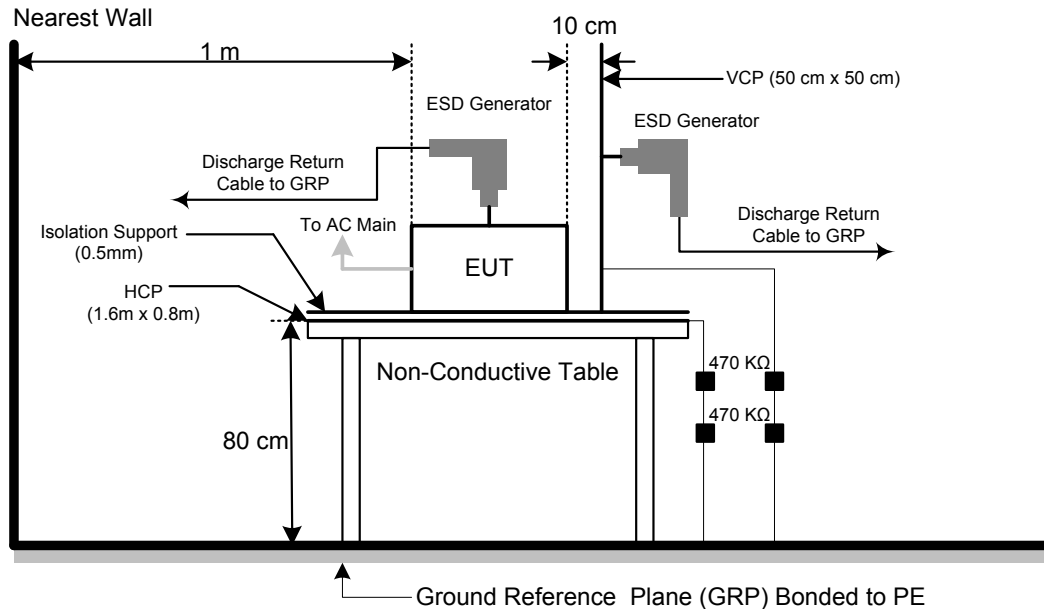 Nearest Wall
10 cm
1 m
VCP (50 cm x 50 cm)
ESD Generator
ESD Generator
Discharge Return
Cable to GRP
To AC Main
Discharge Return
Cable to GRP
Isolation Support
(0.5mm)
EUT
HCP
(1.6m x 0.8m)
470 KΩ
Non-Conductive Table
470 KΩ
80 cm
Ground Reference Plane (GRP) Bonded to PE